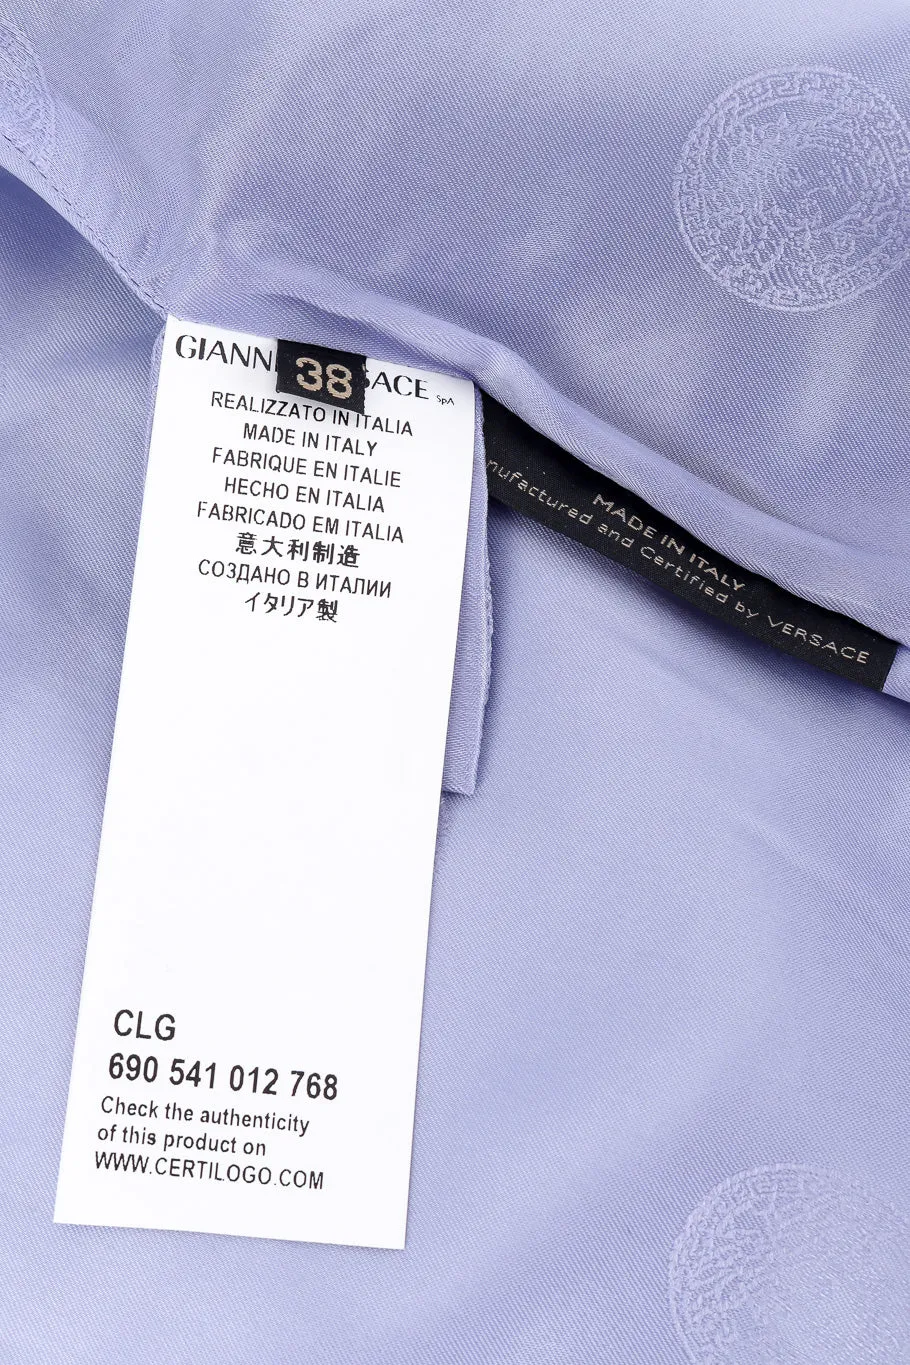 GIANN
38
SACE SpA
REALIZZATO IN ITALIA
MADE IN ITALY
FABRIQUE EN ITALIE
HECHO EN ITALIA
FABRICADO EM ITALIA
意大利制造
СОЗДАНО В ИТАЛИИ
イタリア製
CLG
690 541 012 768
Check the authenticity
of this product on
WWW.CERTILOGO.COM
MADE IN ITALY
nufactured and Certified by VERSACE